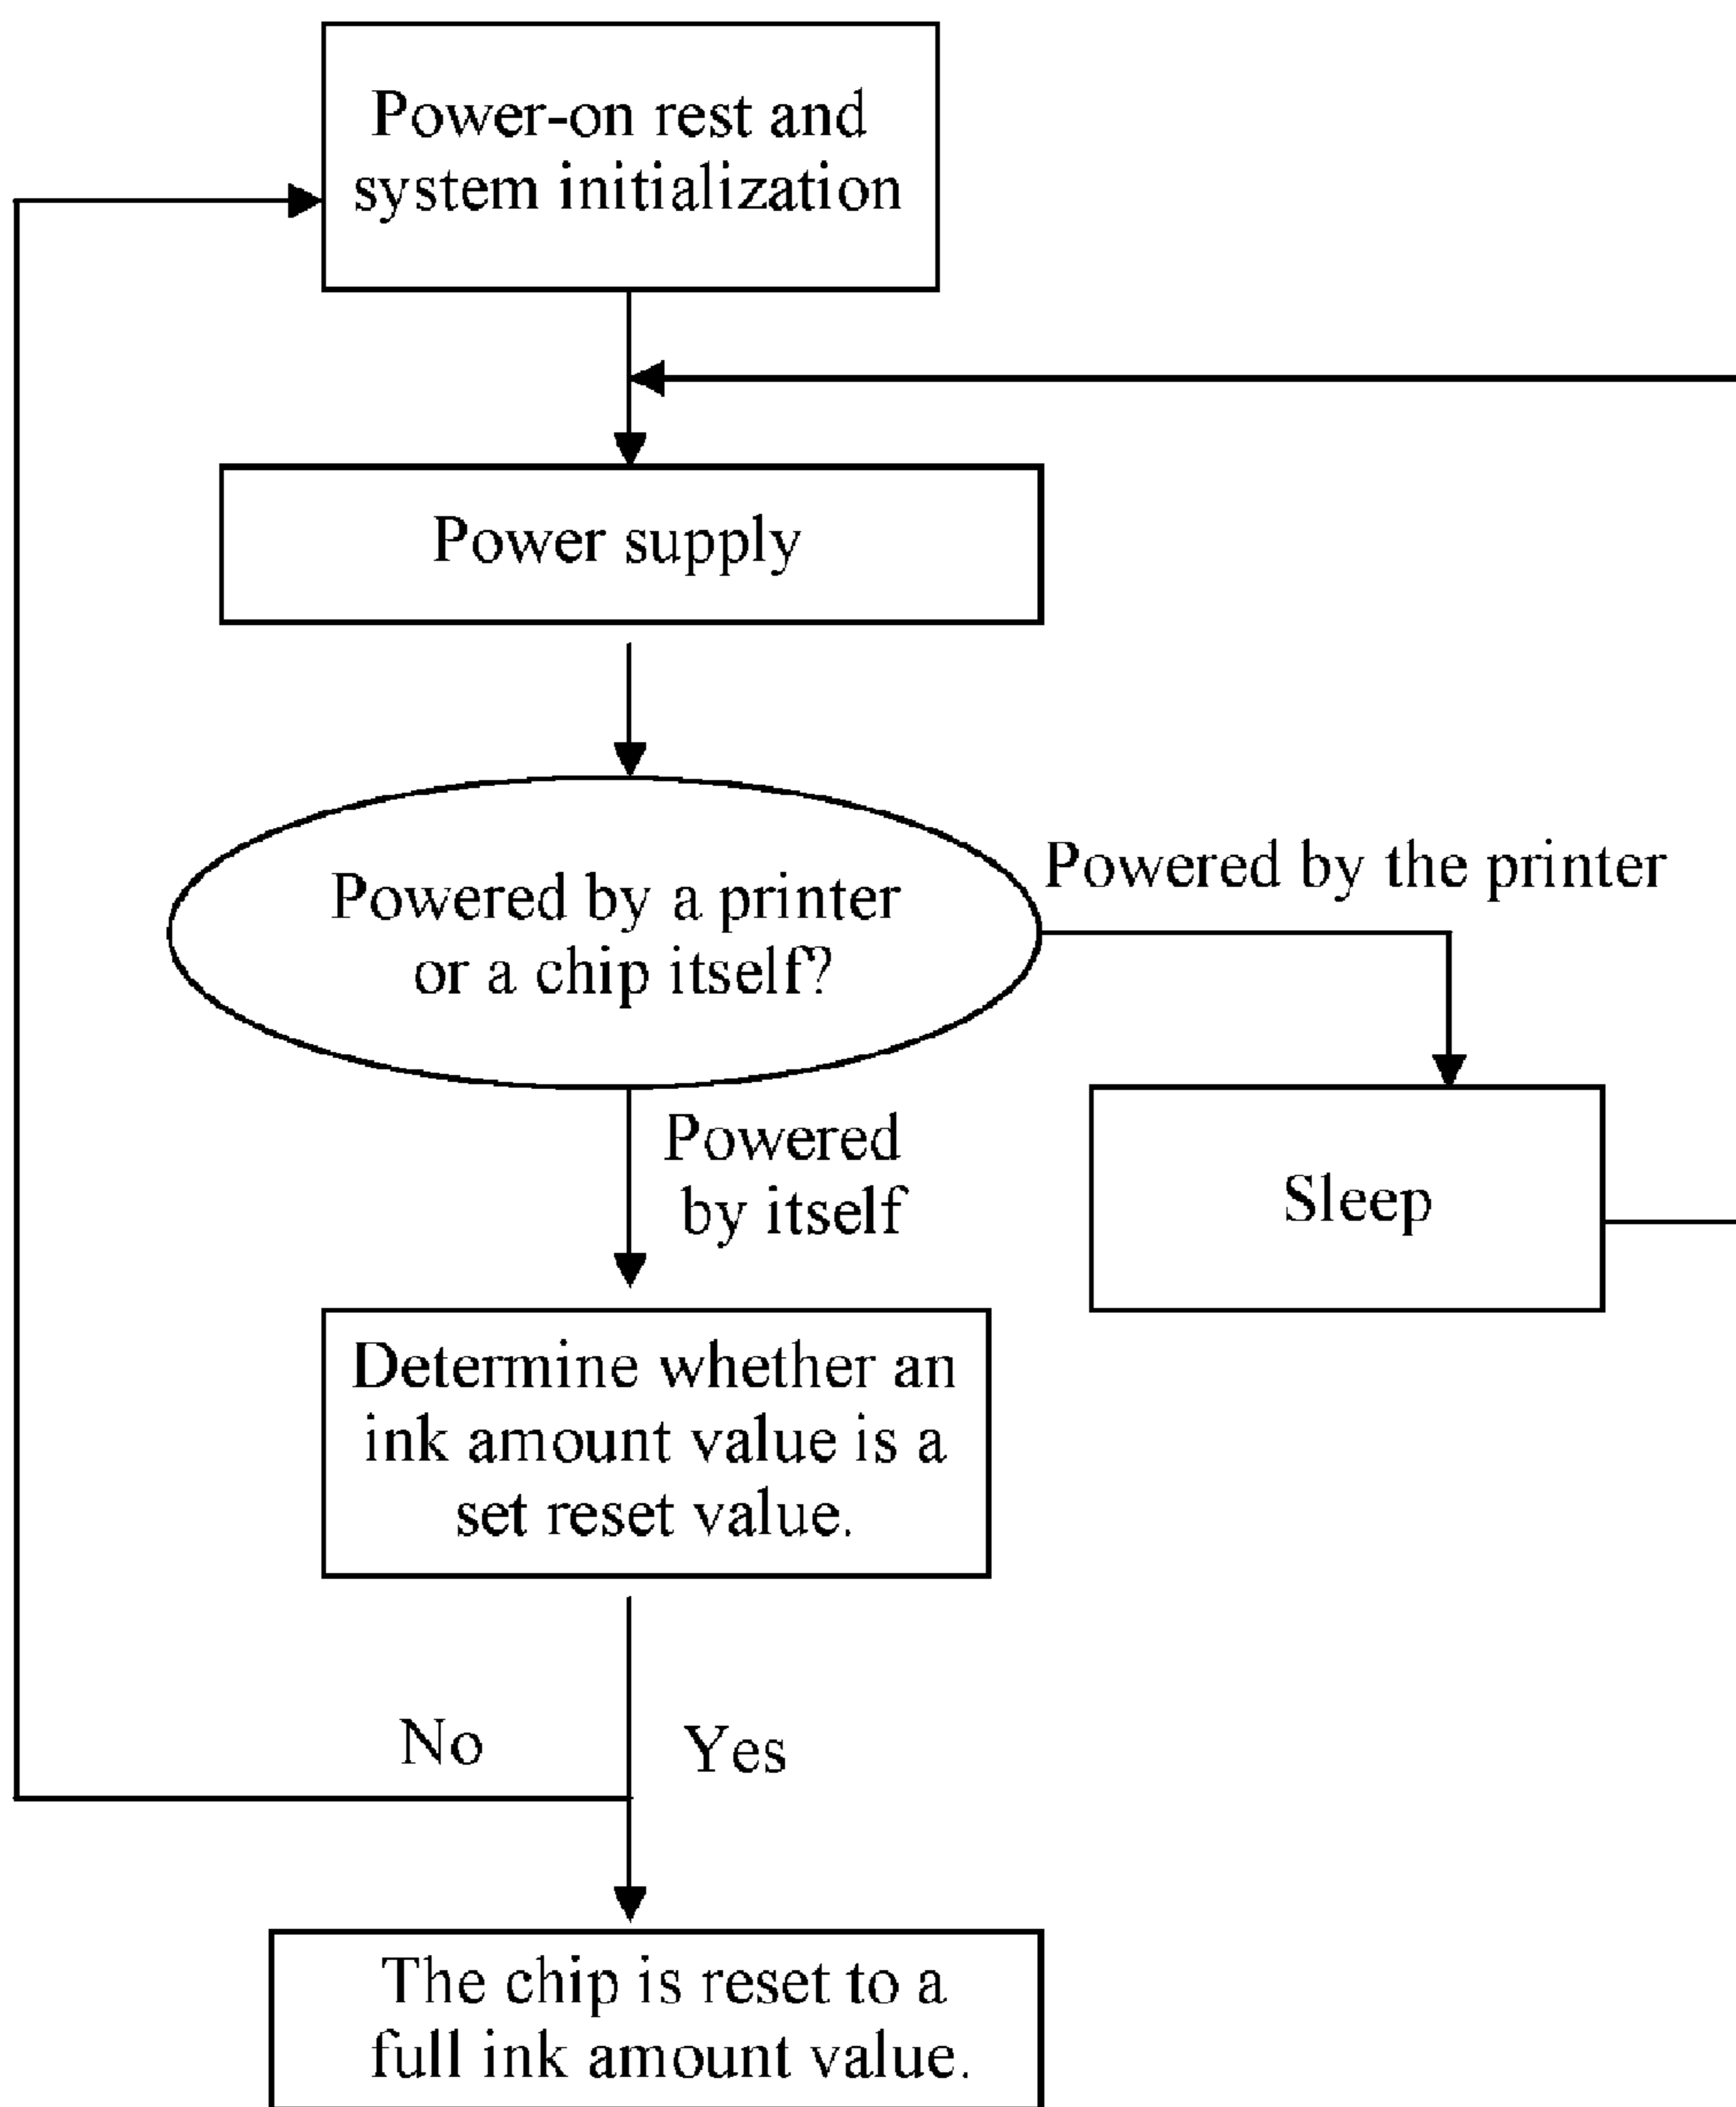 Power-on rest and
system initialization
Power supply
Powered by a printer
or a chip itself?
Powered by the printer
Powered
by itself
Sleep
Determine whether an
ink amount value is a
set reset value.
No
Yes
The chip is reset to a
full ink amount value.